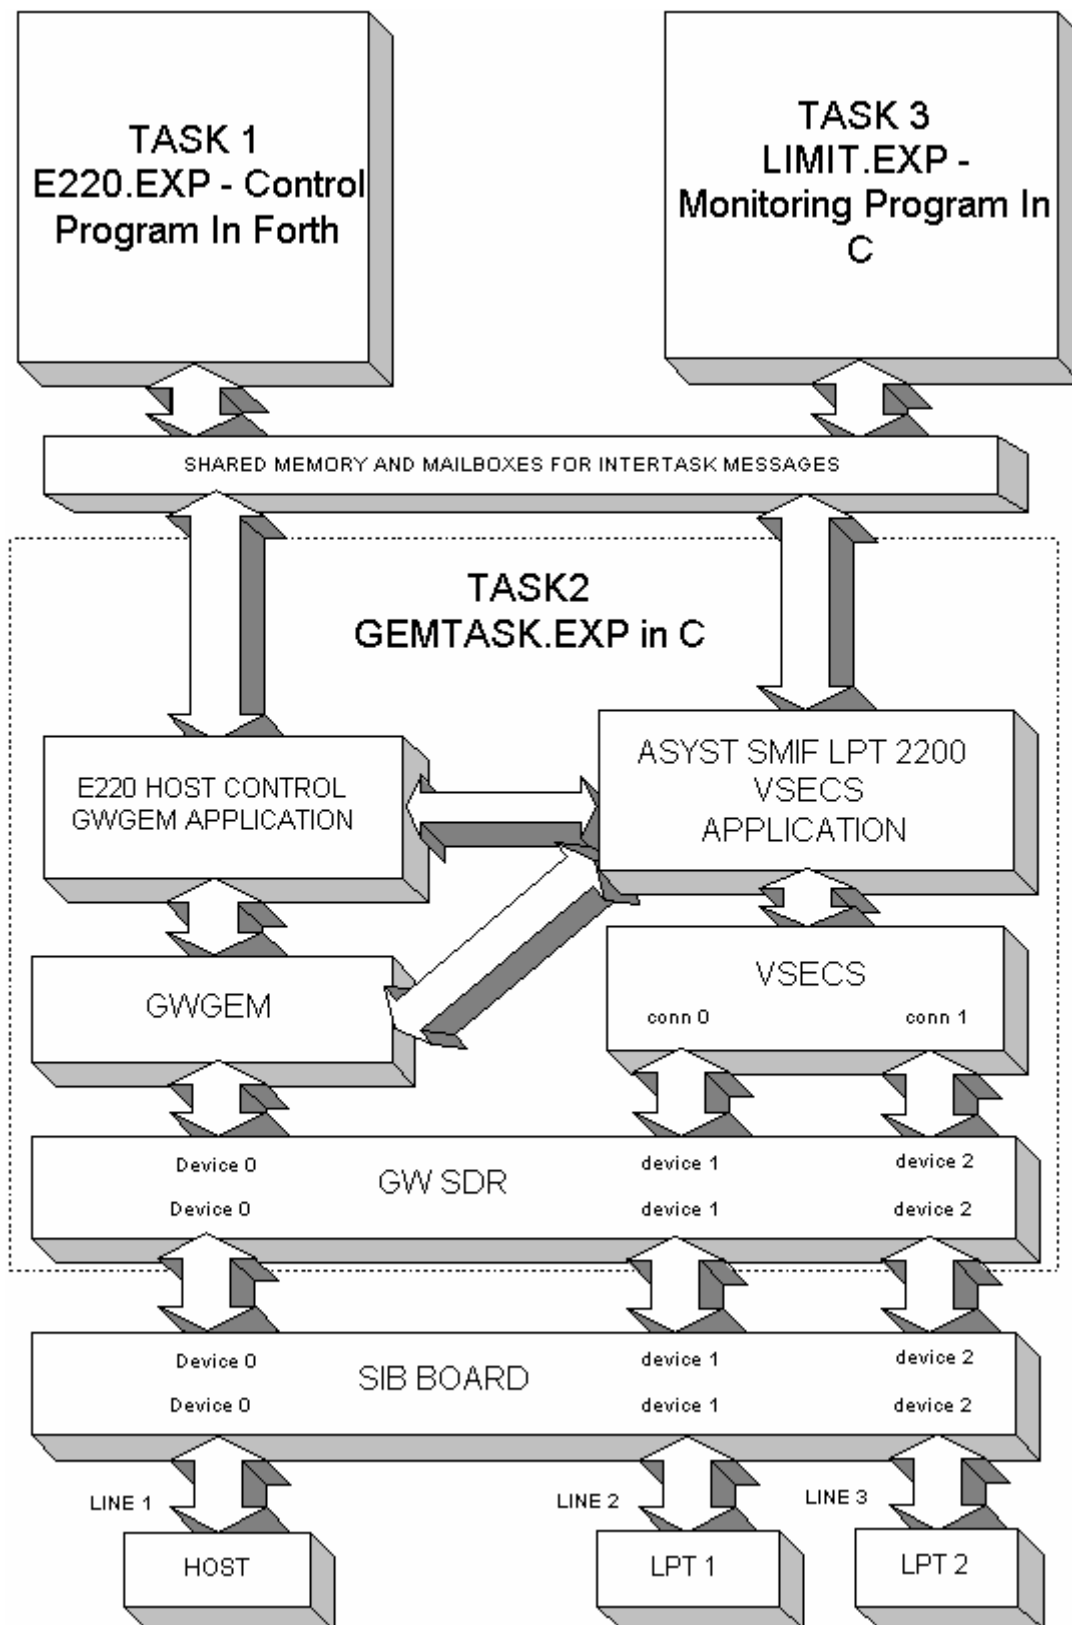 TASK 1
E220.EXP - Control
Program In Forth
TASK 3
LIMIT.EXP -
Monitoring Program In
C
SHARED MEMORY AND MAILBOXES FOR INTERTASK MESSAGES
TASK2
GEMTASK.EXP in C
E220 HOST CONTROL
GWGEM APPLICATION
ASYST SMIF LPT 2200
VSECS
APPLICATION
GWGEM
VSECS
conn 0
conn 1
Device 0
device 1
device 2
GW SDR
Device 0
device 1
device 2
Device 0
device 1
device 2
SIB BOARD
Device 0
device 1
device 2
LINE 1
LINE 2
LINE 3
HOST
LPT 1
LPT 2